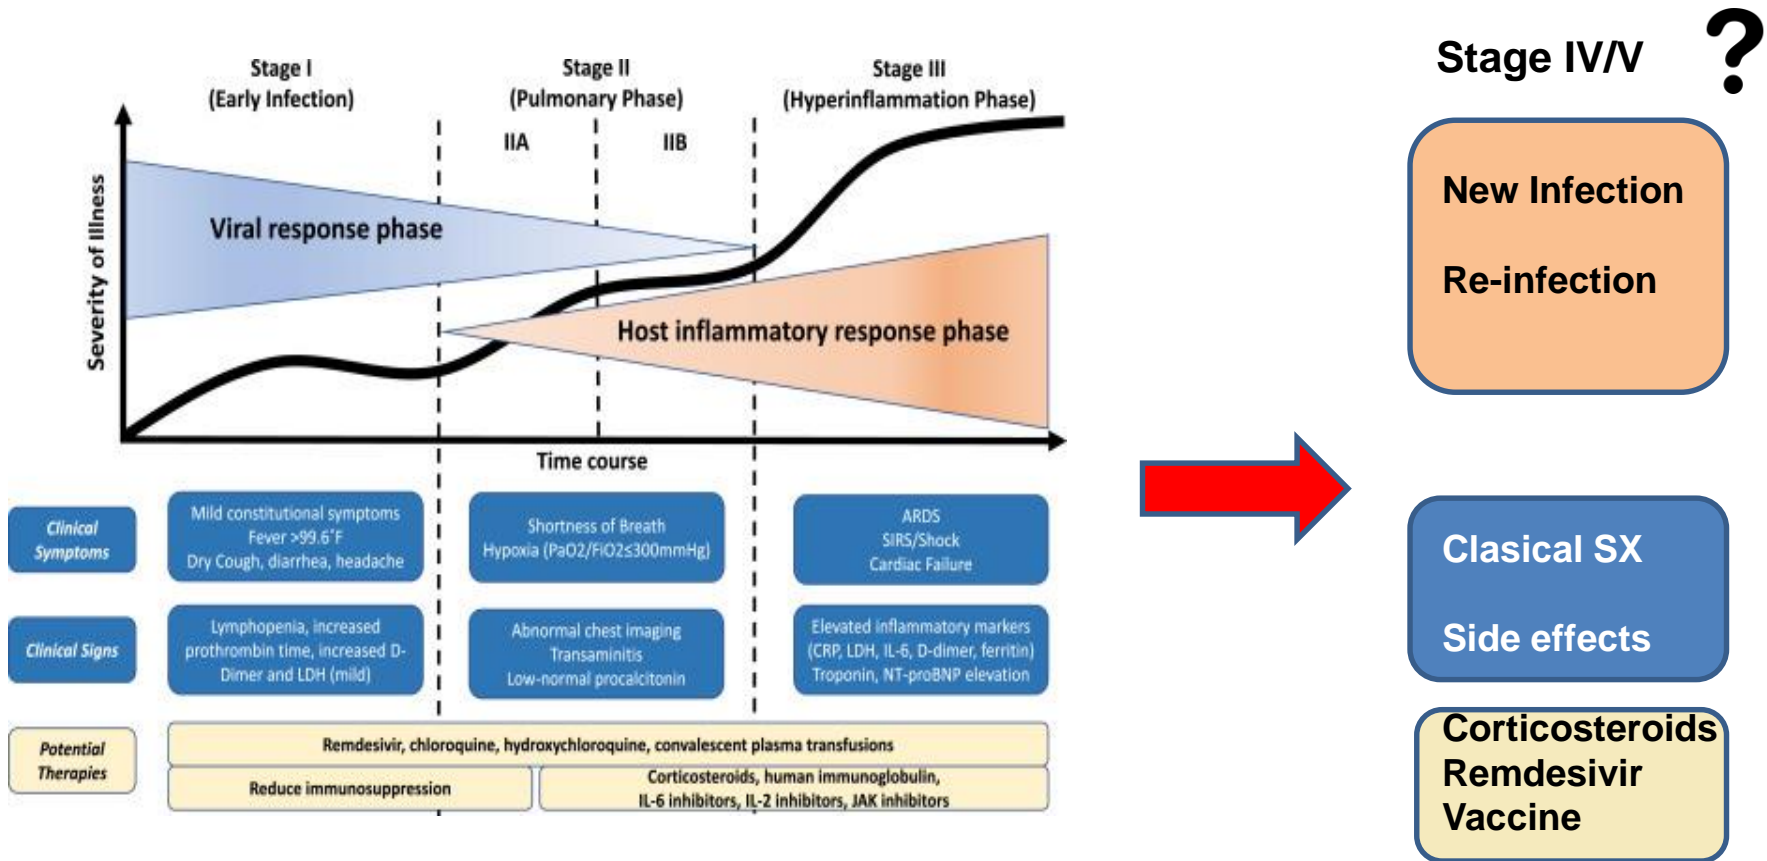 Stage I
(Early Infection)
Stage II
(Pulmonary Phase)
Stage III
(Hyperinflammation Phase)
IIA
IIB
Severity of Illness
Viral response phase
Host inflammatory response phase
Time course
Clinical
Symptoms
Mild constitutional symptoms
Fever >99.6°F
Dry Cough, diarrhea, headache
Shortness of Breath
Hypoxia (PaO2/FiO2≤300mmHg)
ARDS
SIRS/Shock
Cardiac Failure
Clinical Signs
Lymphopenia, increased
prothrombin time, increased D-
Dimer and LDH (mild)
Abnormal chest imaging
Transaminitis
Low-normal procalcitonin
Elevated inflammatory markers
(CRP, LDH, IL-6, D-dimer, ferritin)
Troponin, NT-proBNP elevation
Potential
Therapies
Remdesivir, chloroquine, hydroxychloroquine, convalescent plasma transfusions
Reduce immunosuppression
Corticosteroids, human immunoglobulin,
IL-6 inhibitors, IL-2 inhibitors, JAK inhibitors
Stage IV/V ?
New Infection
Re-infection
Clasical SX
Side effects
Corticosteroids
Remdesivir
Vaccine